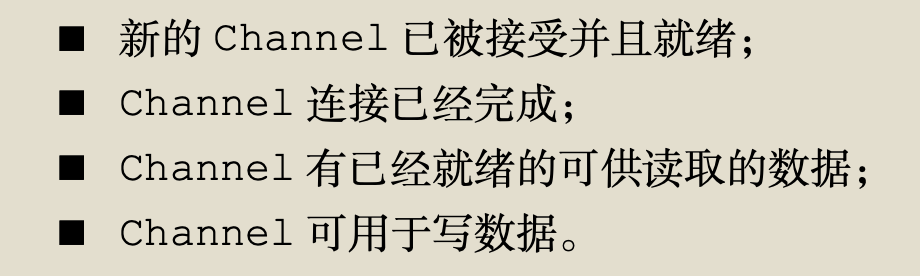 ■ 新的 Channel 已被接受并且就绪；
■ Channel 连接已经完成；
■ Channel 有已经就绪的可供读取的数据；
■ Channel 可用于写数据。